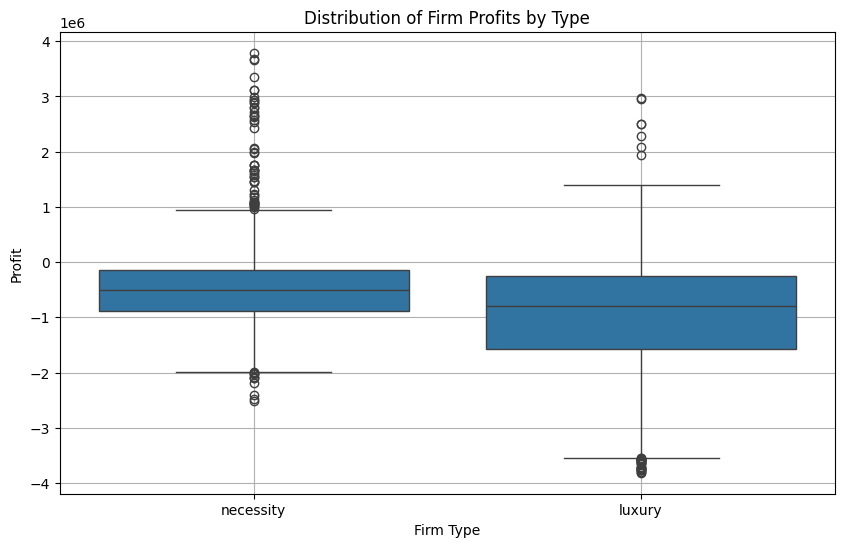 Distribution of Firm Profits by Type
1e6
4
3
2
1
0
−1
−2
−3
−4
Profit
necessity
luxury
Firm Type